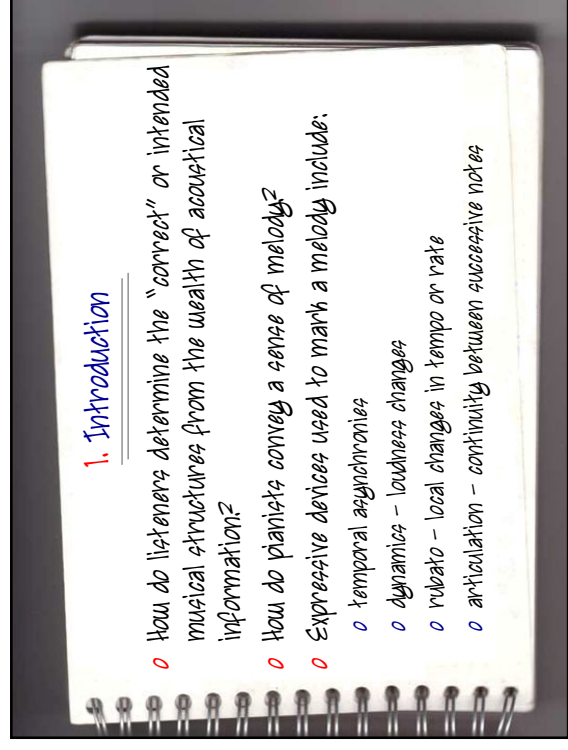 1. Introduction
o How do listeners determine the "correct" or intended
musical structures from the wealth of acoustical
information?
o How do pianists convey a sense of melody?
o Expressive devices used to mark a melody include:
o temporal asynchronies
o dynamics - loudness changes
o rubato - local changes in tempo or rate
o articulation - continuity between successive notes